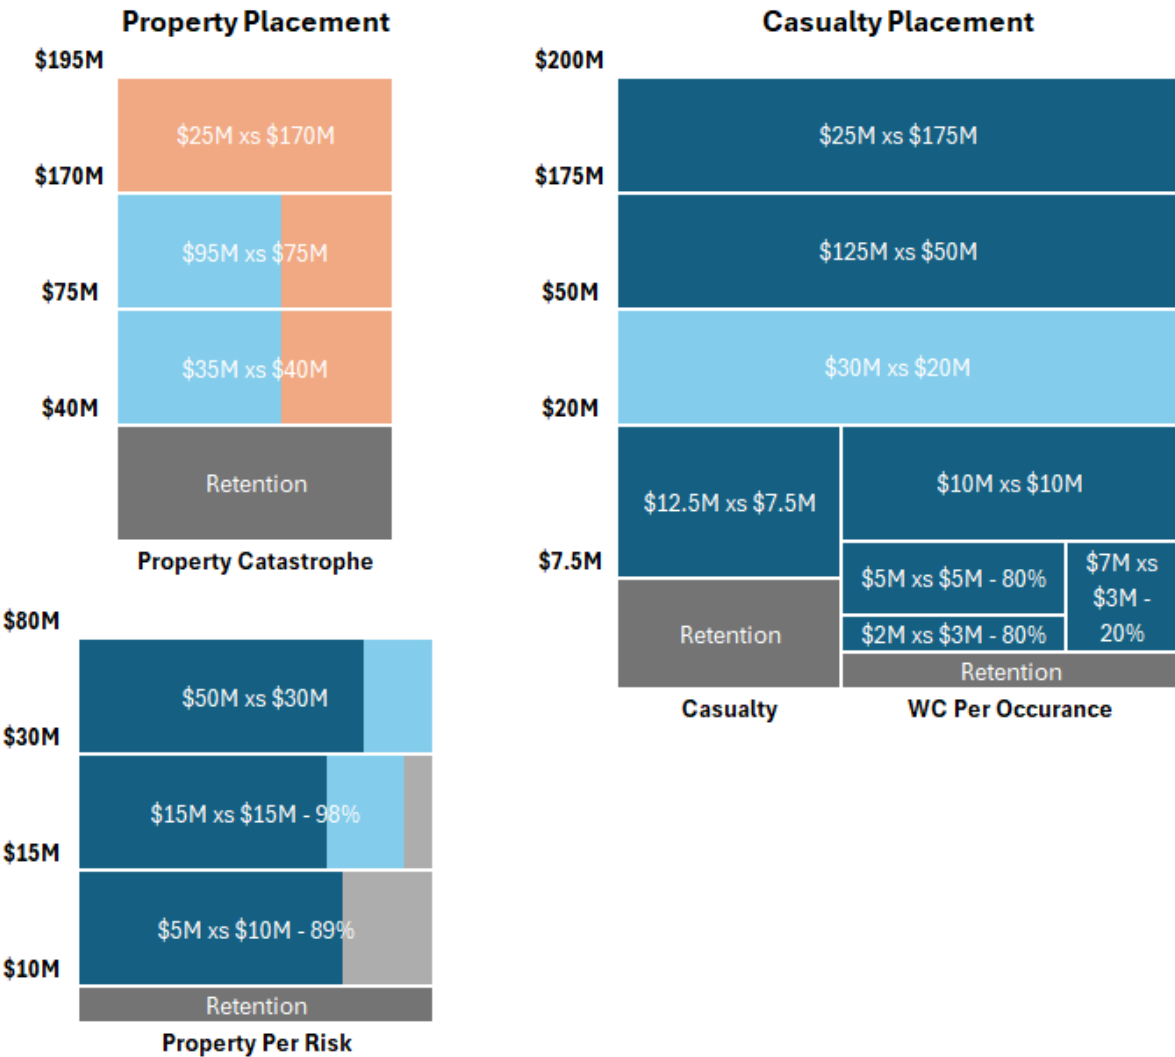 Property Placement
$195M
$25M xs $170M
$170M
$95M xs $75M
$75M
$35M xs $40M
$40M
Retention
Property Catastrophe
$80M
$50M xs $30M
$30M
$15M xs $15M - 98%
$15M
$5M xs $10M - 89%
$10M
Retention
Property Per Risk
Casualty Placement
$200M
$25M xs $175M
$175M
$125M xs $50M
$50M
$30M xs $20M
$20M
$12.5M xs $7.5M
$10M xs $10M
$7.5M
$5M xs $5M - 80%
$7M xs
$3M -
20%
$2M xs $3M - 80%
Retention
Retention
Casualty
WC Per Occurance